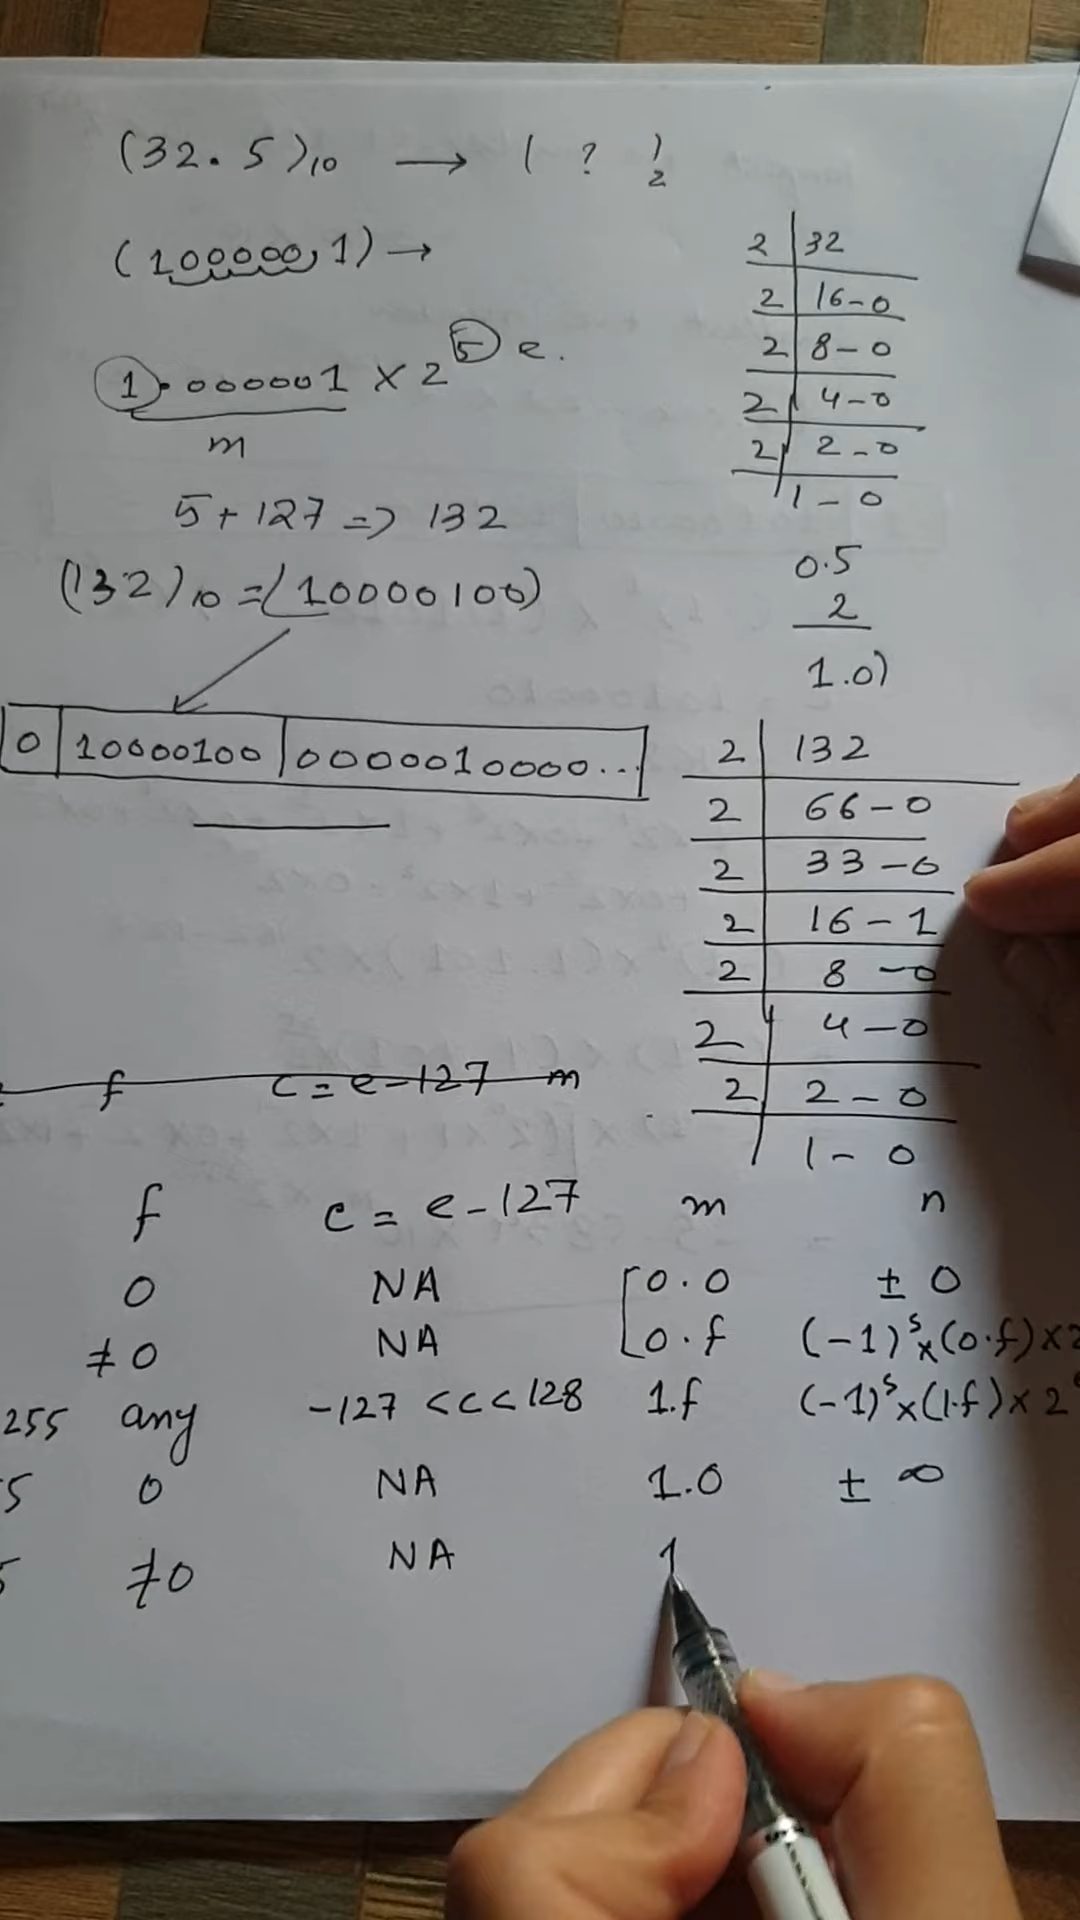 (32.5)10 → ( ? )2
(100000.1) →
1.000001 × 2^5 e.
m
5 + 127 => 132
(132)10 = (10000100)
0 | 10000100 | 0000010000...
2 | 32
2 | 16 - 0
2 | 8 - 0
2 | 4 - 0
2 | 2 - 0
1 - 0
0.5
2
1.0)
2 | 132
2 | 66 - 0
2 | 33 - 0
2 | 16 - 1
2 | 8 - 0
2 | 4 - 0
2 | 2 - 0
1 - 0
f c = e - 127 m
f c = e - 127 m n
0 NA 0.0 ± 0
≠0 NA 0.f (-1)^s × (0.f) × 2
255 any -127 < c < 128 1.f (-1)^s × (1.f) × 2
5 0 NA 1.0 ± ∞
5 ≠0 NA 1